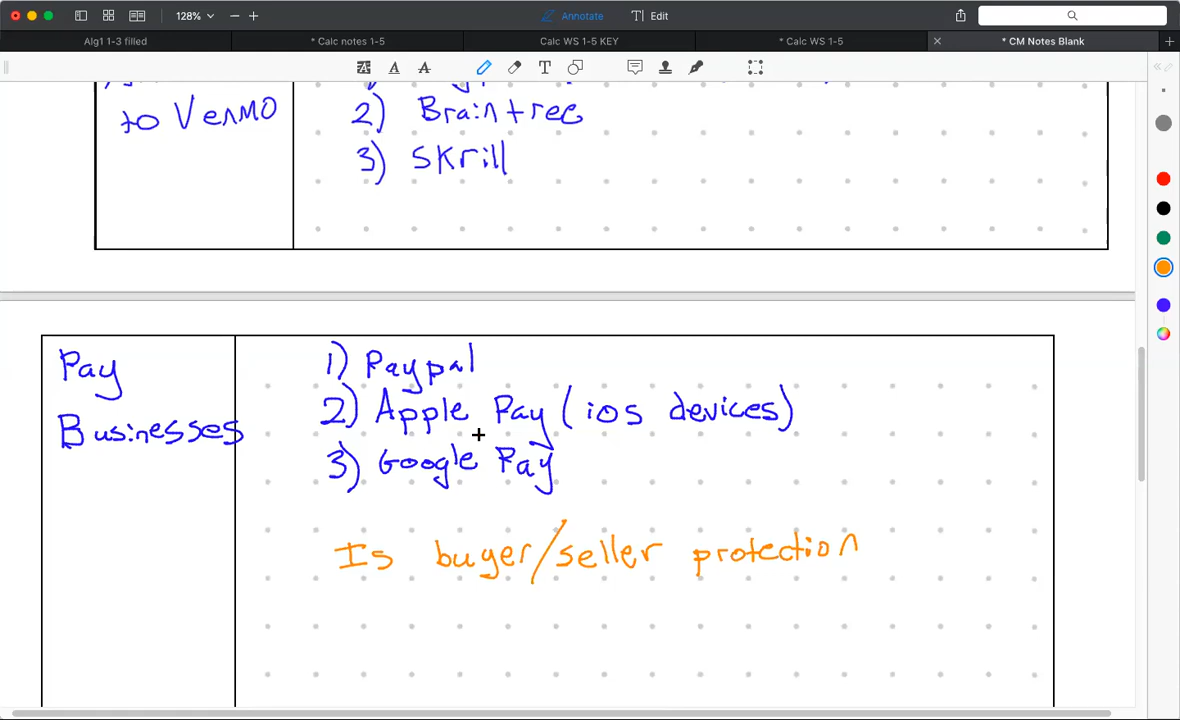 128%
Annotate
Edit
Alg1 1-3 filled
* Calc notes 1-5
Calc WS 1-5 KEY
* Calc WS 1-5
* CM Notes Blank
to VenMO
2) Braintree
3) SKrill
Pay
Businesses
1) Paypal
2) Apple Pay (ios devices)
3) Google Pay
Is buyer/seller protection